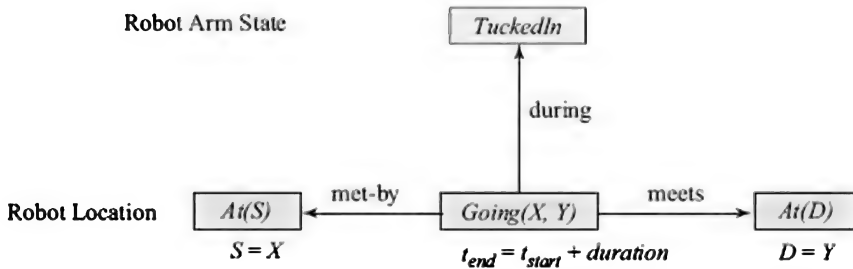 Robot Arm State TuckedIn
during
met-by meets
Robot Location At(S) Going(X, Y) At(D)
S = X t_end = t_start + duration D = Y